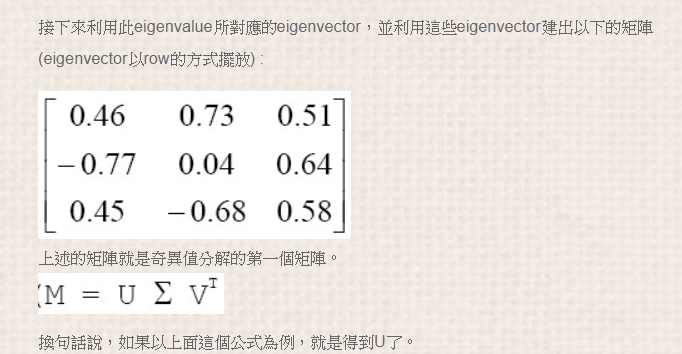 接下來利用此eigenvalue所對應的eigenvector，並利用這些eigenvector建出以下的矩陣
(eigenvector以row的方式擺放)：
0.46 0.73 0.51
－0.77 0.04 0.64
0.45 －0.68 0.58
上述的矩陣就是奇異值分解的第一個矩陣。
(M = U Σ Vᵀ
換句話說，如果以上面這個公式為例，就是得到U了。